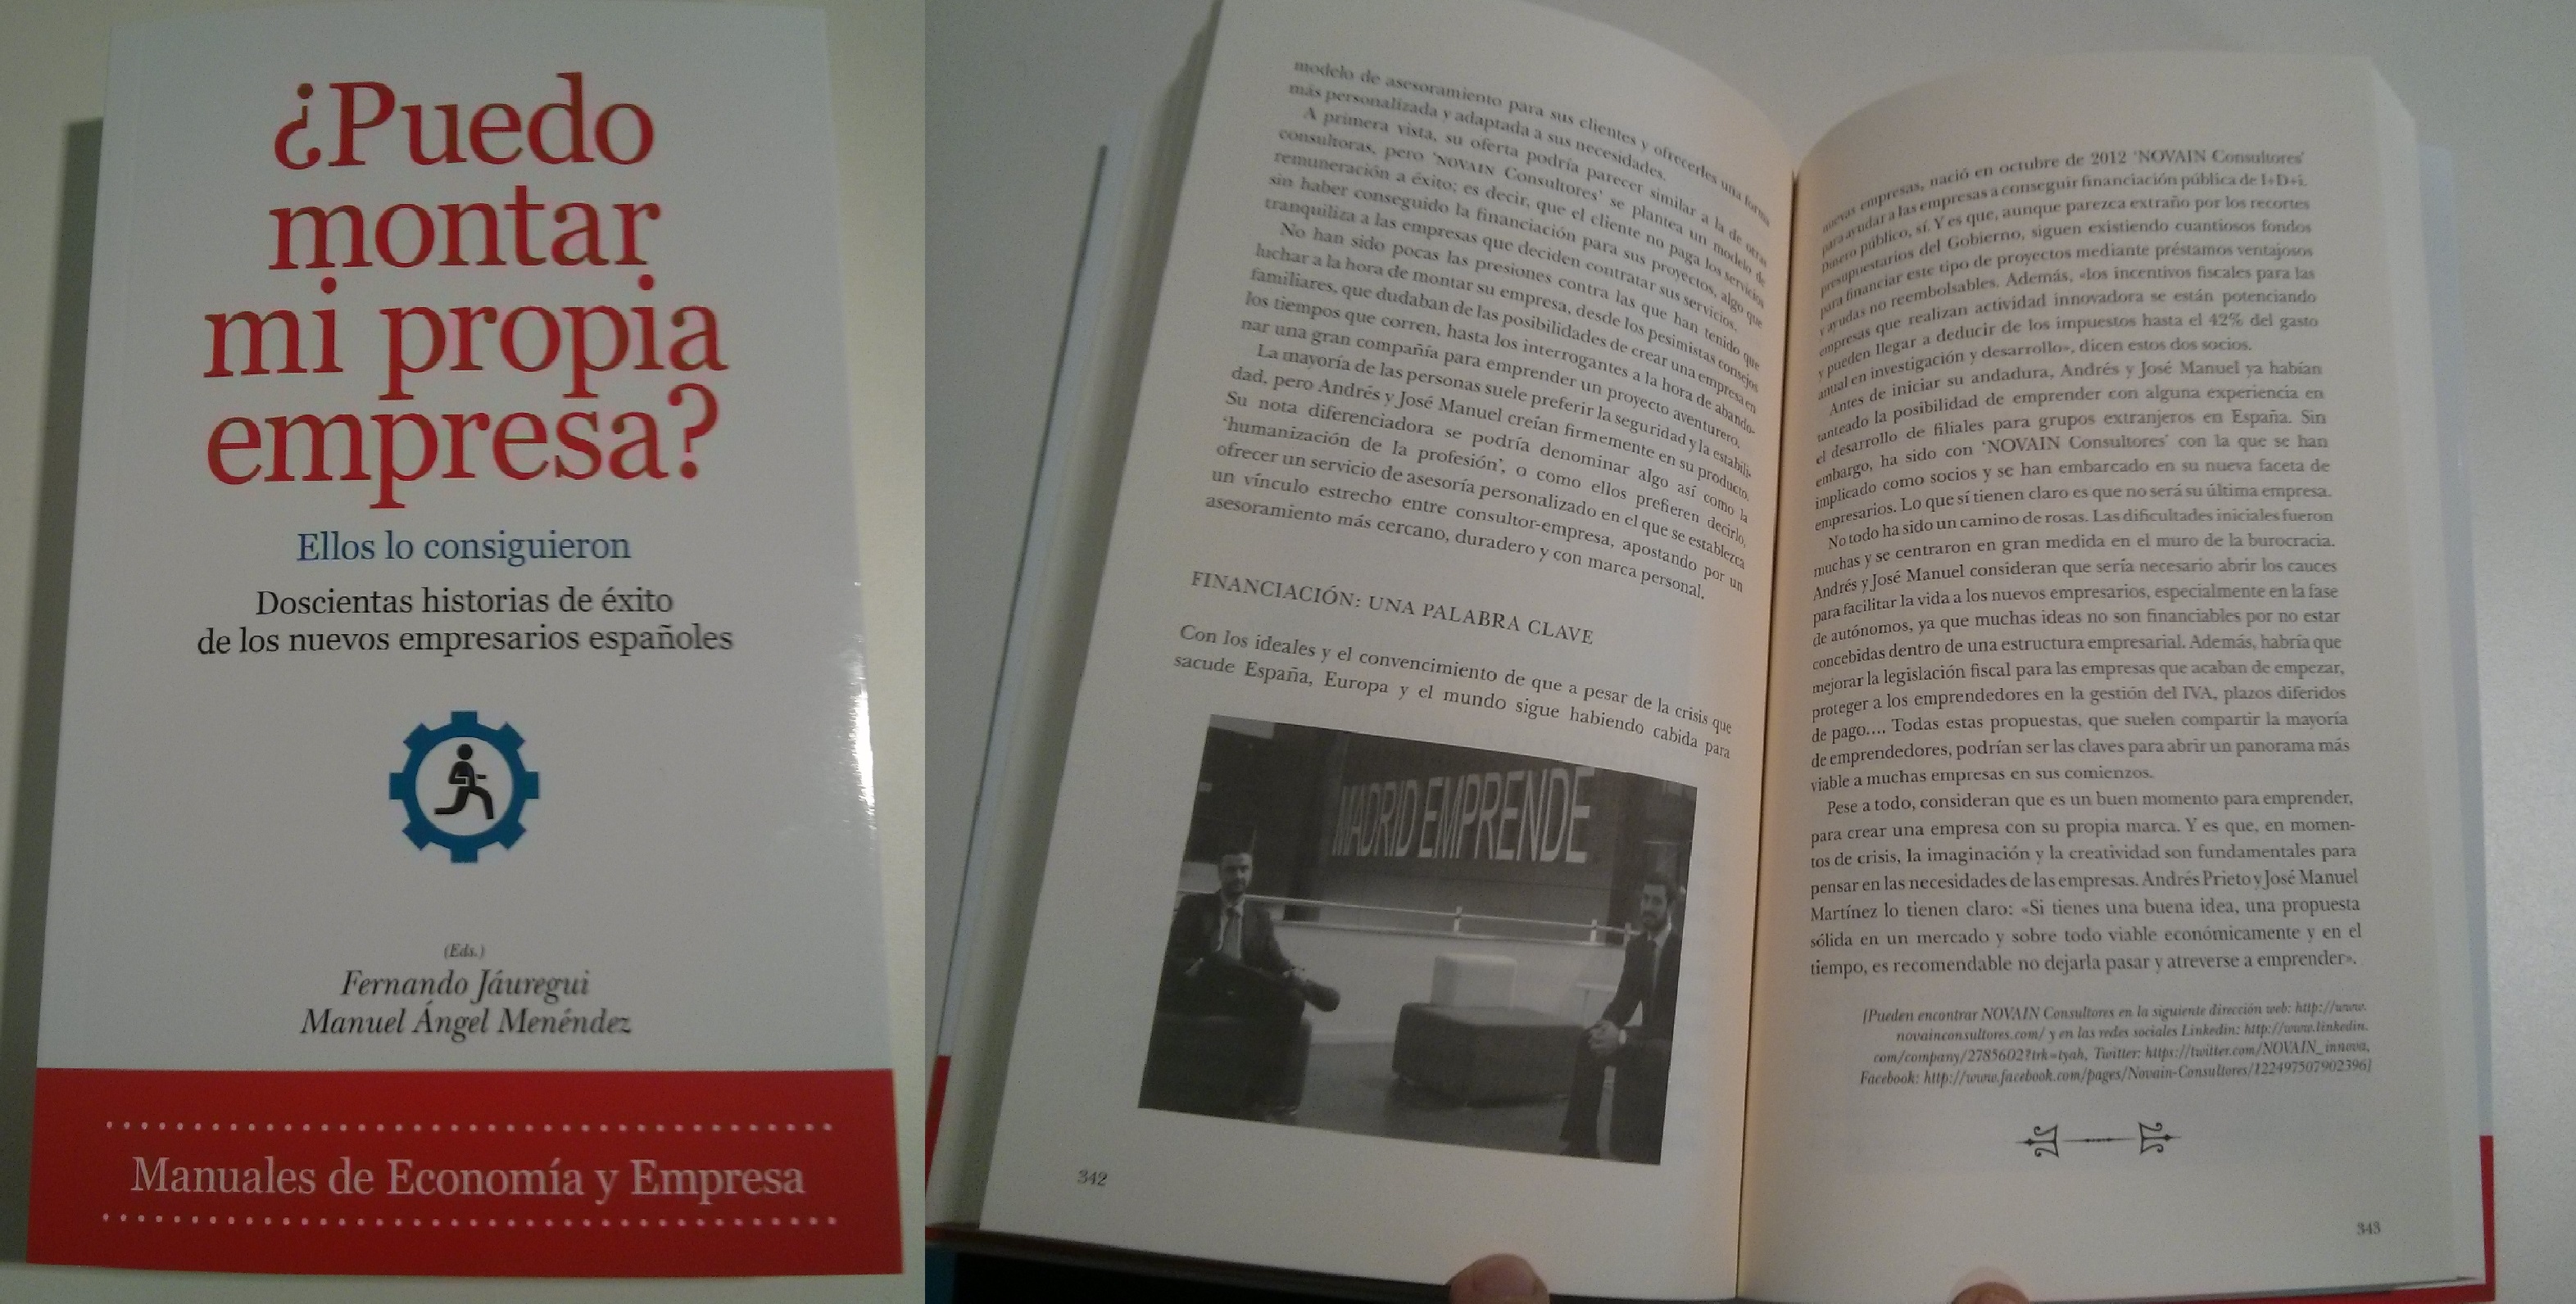 ¿Puedo
montar
mi propia
empresa?
Ellos lo consiguieron
Doscientas historias de éxito
de los nuevos empresarios españoles
(Eds.)
Fernando Jáuregui
Manuel Ángel Menéndez
Manuales de Economía y Empresa
modelo de asesoramiento para sus clientes y ofrecerles una forma
más personalizada y adaptada a sus necesidades.
A primera vista, su oferta podría parecer similar a la de otras
consultoras, pero 'NOVAIN Consultores' se plantea un modelo de
remuneración a éxito; es decir, que el cliente no paga los servicios
sin haber conseguido la financiación para sus proyectos, algo que
tranquiliza a las empresas que deciden contratar sus servicios.
No han sido pocas las presiones contra las que han tenido que
luchar a la hora de montar su empresa, desde los pesimistas consejos
familiares, que dudaban de las posibilidades de crear una empresa en
los tiempos que corren, hasta los interrogantes a la hora de abando-
nar una gran compañía para emprender un proyecto aventurero.
La mayoría de las personas suele preferir la seguridad y la estabili-
dad, pero Andrés y José Manuel creían firmemente en su producto.
Su nota diferenciadora se podría denominar algo así como la
'humanización de la profesión', o como ellos prefieren decirlo,
ofrecer un servicio de asesoría personalizado en el que se establezca
un vínculo estrecho entre consultor-empresa, apostando por un
asesoramiento más cercano, duradero y con marca personal.
FINANCIACIÓN: UNA PALABRA CLAVE
Con los ideales y el convencimiento de que a pesar de la crisis que
sacude España, Europa y el mundo sigue habiendo cabida para
MADRID EMPRENDE
342
nuevas empresas, nació en octubre de 2012 'NOVAIN Consultores'
para ayudar a las empresas a conseguir financiación pública de I+D+i.
Dinero público, sí. Y es que, aunque parezca extraño por los recortes
presupuestarios del Gobierno, siguen existiendo cuantiosos fondos
para financiar este tipo de proyectos mediante préstamos ventajosos
y ayudas no reembolsables. Además, «los incentivos fiscales para las
empresas que realizan actividad innovadora se están potenciando
y pueden llegar a deducir de los impuestos hasta el 42% del gasto
anual en investigación y desarrollo», dicen estos dos socios.
Antes de iniciar su andadura, Andrés y José Manuel ya habían
tanteado la posibilidad de emprender con alguna experiencia en
el desarrollo de filiales para grupos extranjeros en España. Sin
embargo, ha sido con 'NOVAIN Consultores' con la que se han
implicado como socios y se han embarcado en su nueva faceta de
empresarios. Lo que sí tienen claro es que no será su última empresa.
No todo ha sido un camino de rosas. Las dificultades iniciales fueron
muchas y se centraron en gran medida en el muro de la burocracia.
Andrés y José Manuel consideran que sería necesario abrir los cauces
para facilitar la vida a los nuevos empresarios, especialmente en la fase
de autónomos, ya que muchas ideas no son financiables por no estar
concebidas dentro de una estructura empresarial. Además, habría que
mejorar la legislación fiscal para las empresas que acaban de empezar,
proteger a los emprendedores en la gestión del IVA, plazos diferidos
de pago.... Todas estas propuestas, que suelen compartir la mayoría
de emprendedores, podrían ser las claves para abrir un panorama más
viable a muchas empresas en sus comienzos.
Pese a todo, consideran que es un buen momento para emprender,
para crear una empresa con su propia marca. Y es que, en momen-
tos de crisis, la imaginación y la creatividad son fundamentales para
pensar en las necesidades de las empresas. Andrés Prieto y José Manuel
Martínez lo tienen claro: «Si tienes una buena idea, una propuesta
sólida en un mercado y sobre todo viable económicamente y en el
tiempo, es recomendable no dejarla pasar y atreverse a emprender».
[Pueden encontrar NOVAIN Consultores en la siguiente dirección web: http://www.
novainconsultores.com/ y en las redes sociales Linkedin: http://www.linkedin.
com/company/2785602?trk=tyah, Twitter: https://twitter.com/NOVAIN_innova,
Facebook: http://www.facebook.com/pages/Novain-Consultores/122497507902396]
343